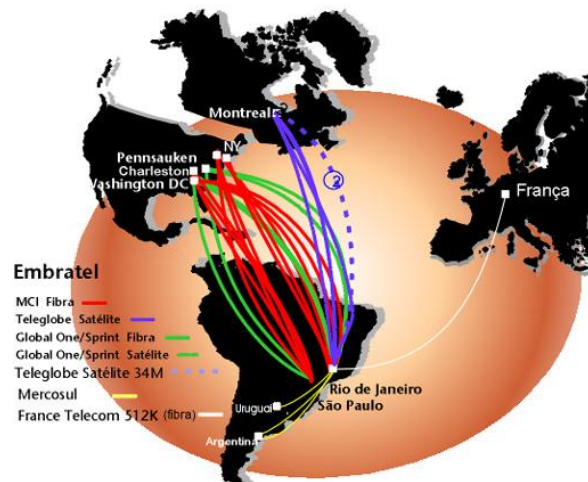 Montreal
NY
Pennsauken
Charleston
Washington DC
2
França
Embratel
MCI Fibra
Teleglobe Satélite
Global One/Sprint Fibra
Global One/Sprint Satélite
Teleglobe Satélite 34M
Mercosul
France Telecom 512K (fibra)
Rio de Janeiro
São Paulo
Uruguai
Argentina